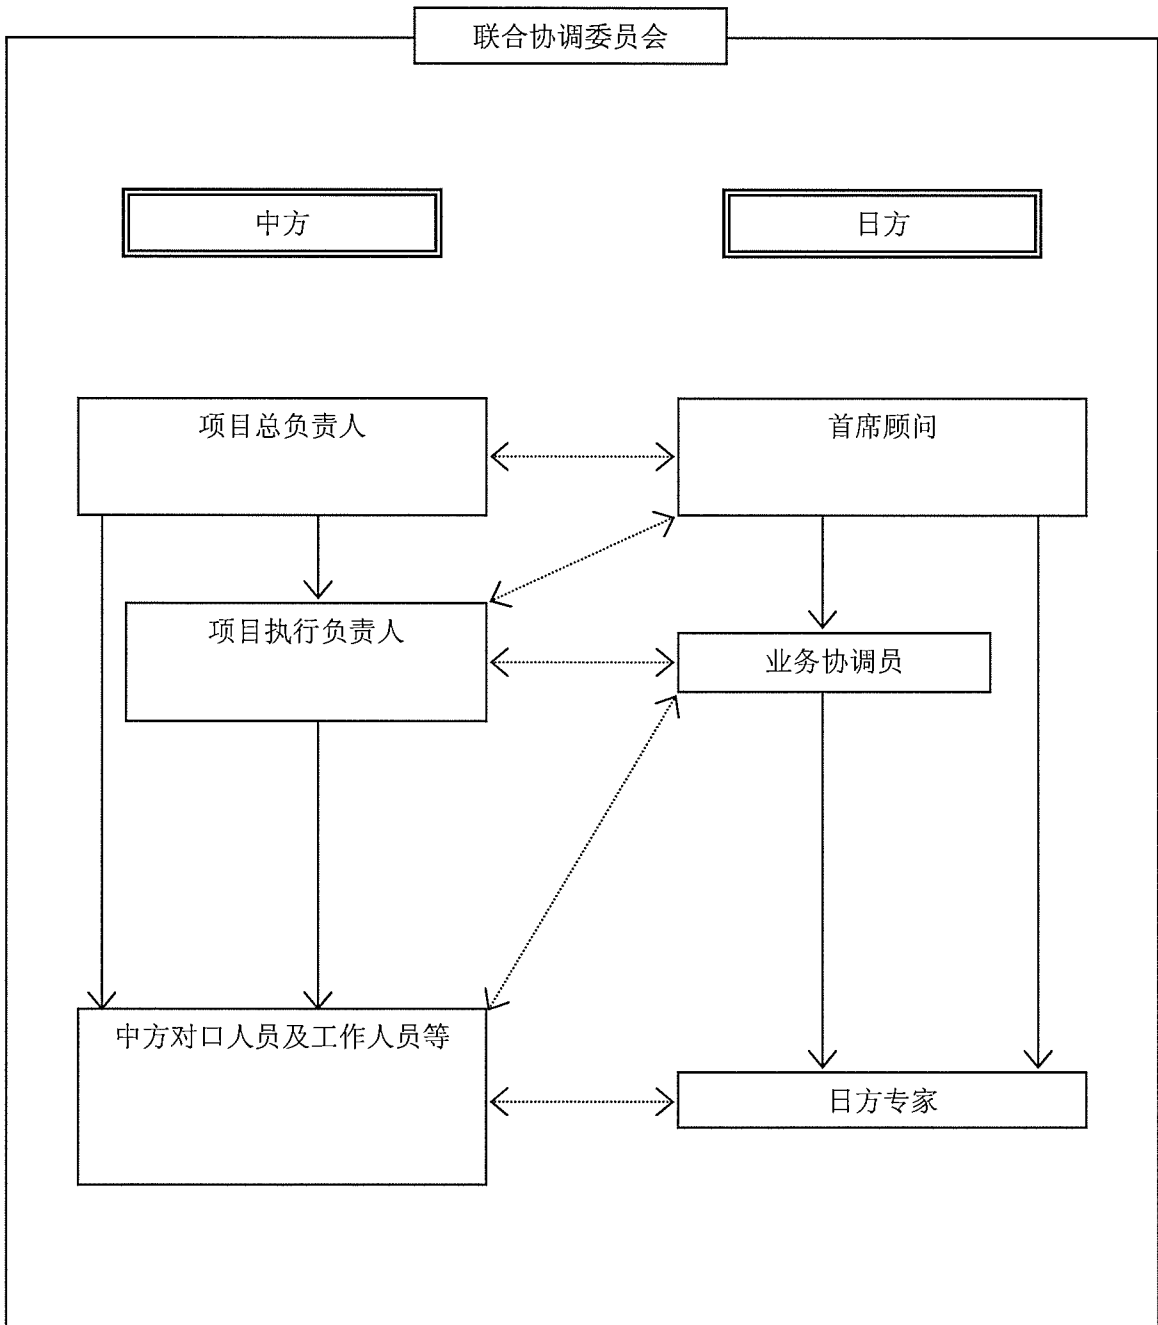 联合协调委员会
中方
日方
项目总负责人
首席顾问
项目执行负责人
业务协调员
中方对口人员及工作人员等
日方专家